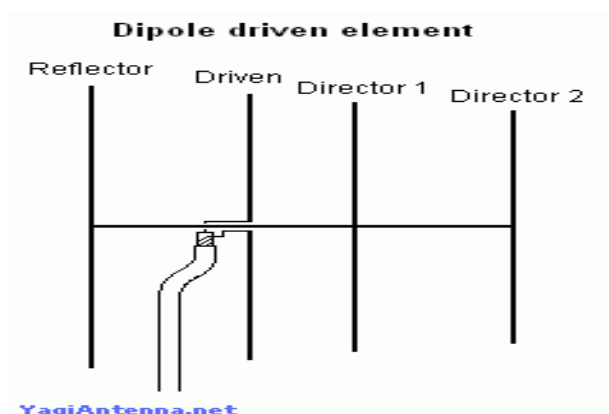 Dipole driven element
Reflector
Driven
Director 1
Director 2
YagiAntenna.net